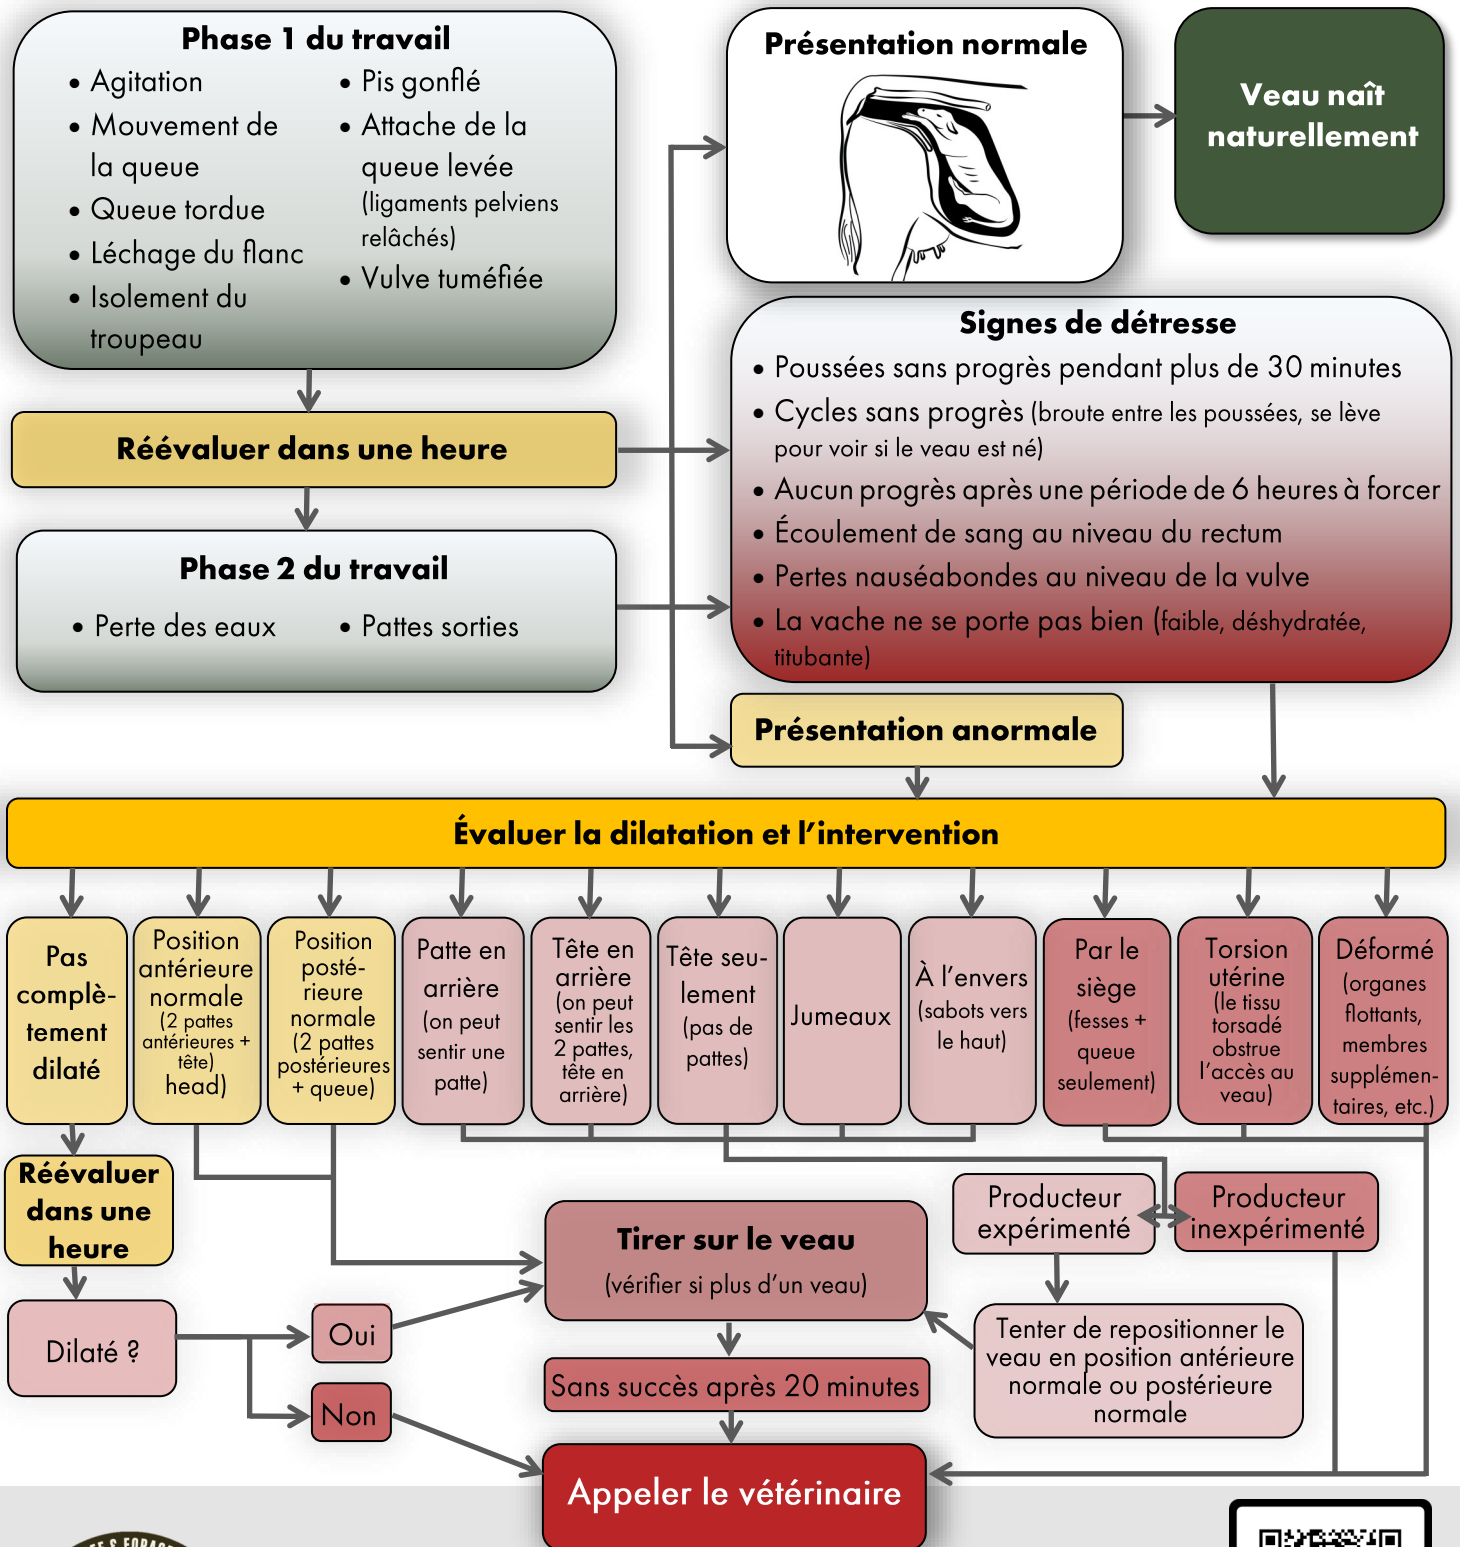 Phase 1 du travail
• Agitation
• Mouvement de
la queue
• Queue tordue
• Léchage du flanc
• Isolement du
troupeau
• Pis gonflé
• Attache de la
queue levée
(ligaments pelviens
relâchés)
• Vulve tuméfiée
Présentation normale
Veau naît
naturellement
Réévaluer dans une heure
Phase 2 du travail
• Perte des eaux
• Pattes sorties
Signes de détresse
• Poussées sans progrès pendant plus de 30 minutes
• Cycles sans progrès (broute entre les poussées, se lève
pour voir si le veau est né)
• Aucun progrès après une période de 6 heures à forcer
• Écoulement de sang au niveau du rectum
• Pertes nauséabondes au niveau de la vulve
• La vache ne se porte pas bien (faible, déshydratée,
titubante)
Présentation anormale
Évaluer la dilatation et l'intervention
Pas
complè-
tement
dilaté
Position
antérieure
normale
(2 pattes
antérieures +
tête)
head)
Position
posté-
rieure
normale
(2 pattes
postérieures
+ queue)
Patte en
arrière
(on peut
sentir une
patte)
Tête en
arrière
(on peut
sentir les
2 pattes,
tête en
arrière)
Tête seu-
lement
(pas de
pattes)
Jumeaux
À l'envers
(sabots vers
le haut)
Par le
siège
(fesses +
queue
seulement)
Torsion
utérine
(le tissu
torsadé
obstrue
l'accès au
veau)
Déformé
(organes
flottants,
membres
supplémen-
taires, etc.)
Réévaluer
dans une
heure
Dilaté ?
Oui
Non
Tirer sur le veau
(vérifier si plus d'un veau)
Sans succès après 20 minutes
Appeler le vétérinaire
Producteur
expérimenté
Producteur
inexpérimenté
Tenter de repositionner le
veau en position antérieure
normale ou postérieure
normale